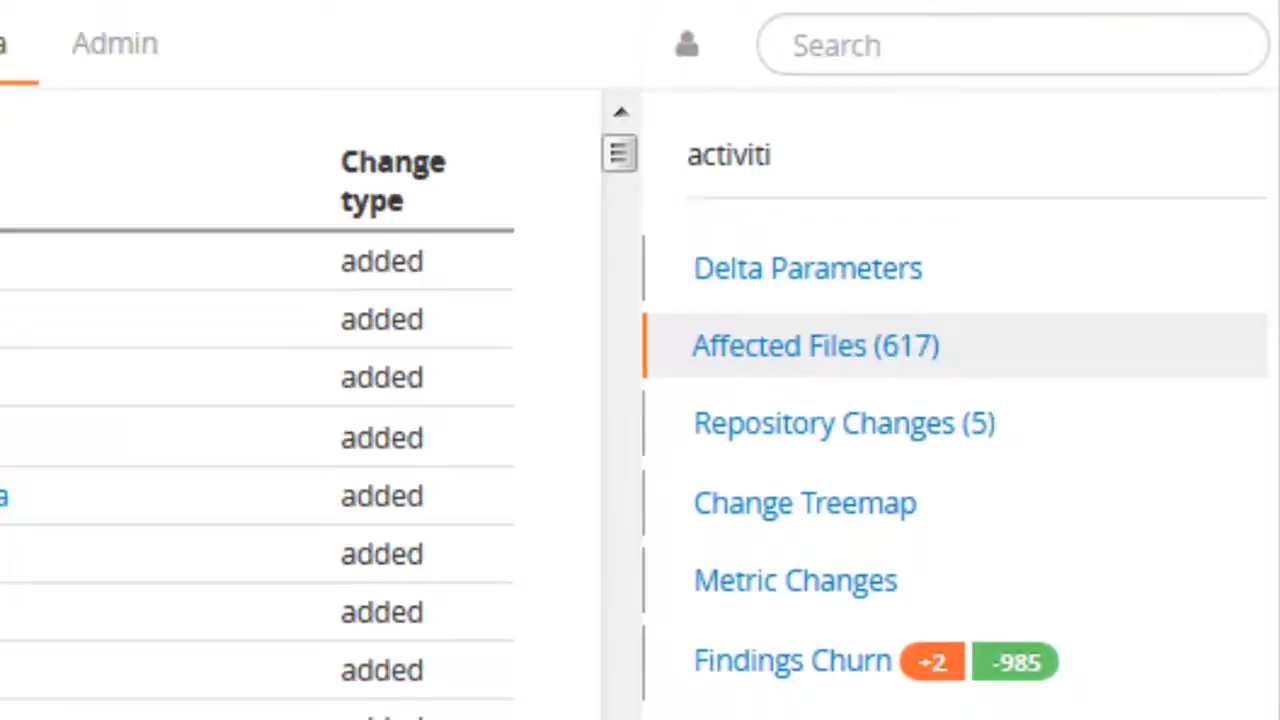 a Admin
Search
activiti
Change
type
added
added
added
added
a added
added
added
added
Delta Parameters
Affected Files (617)
Repository Changes (5)
Change Treemap
Metric Changes
Findings Churn +2 -985